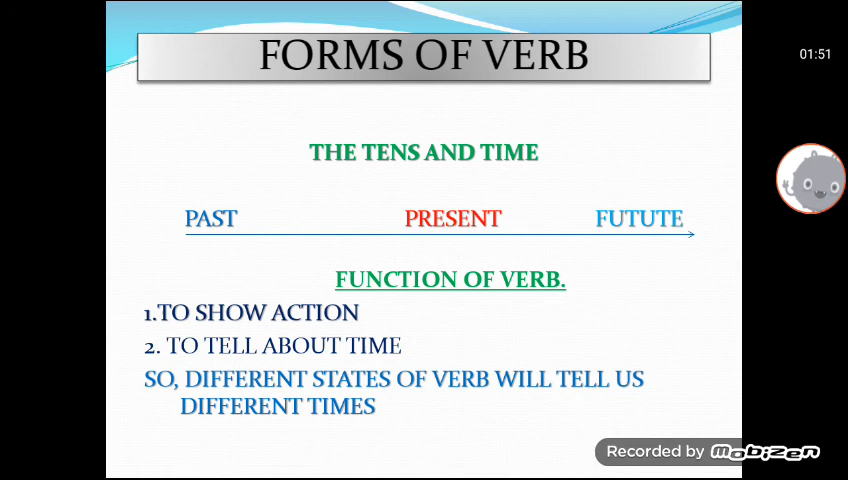 FORMS OF VERB
01:51
THE TENS AND TIME
PAST PRESENT FUTUTE
FUNCTION OF VERB.
1.TO SHOW ACTION
2. TO TELL ABOUT TIME
SO, DIFFERENT STATES OF VERB WILL TELL US
DIFFERENT TIMES
Recorded by Mobizen